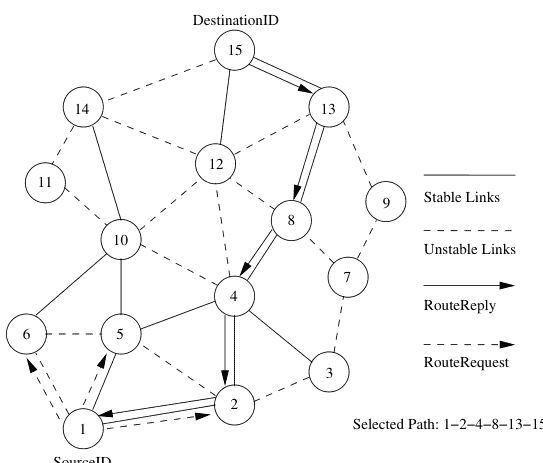 DestinationID
15
14
13
12
11
9
8
10
7
4
6
5
3
2
1
SourceID
Stable Links
Unstable Links
RouteReply
RouteRequest
Selected Path: 1−2−4−8−13−15